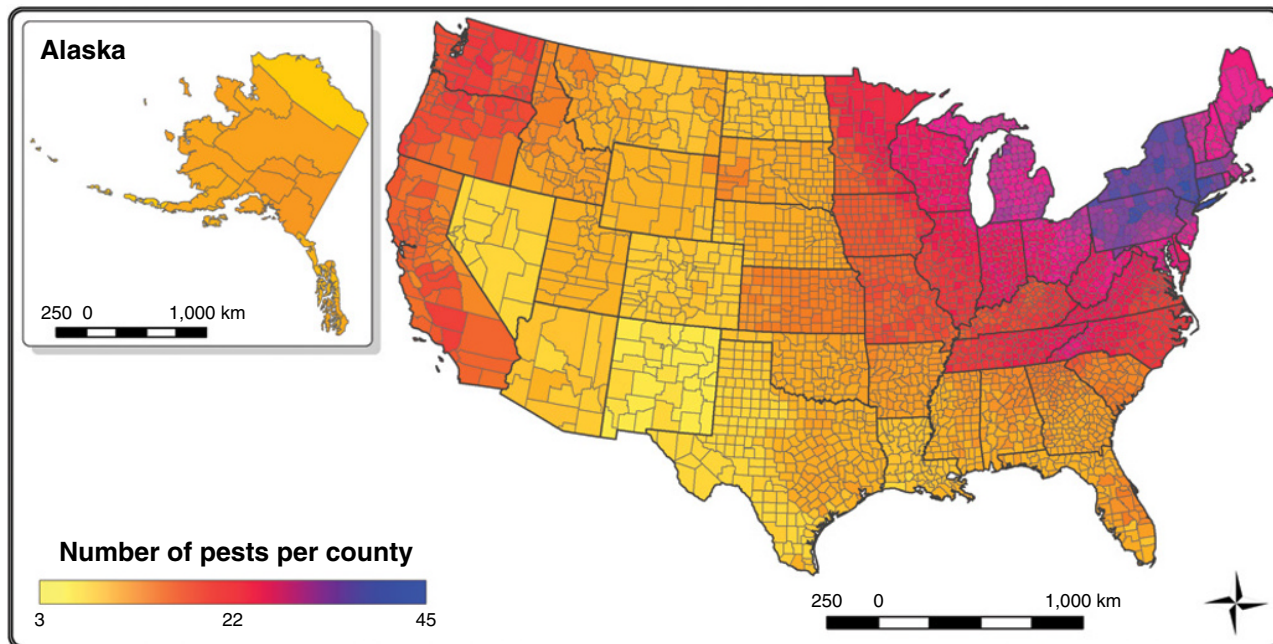 Alaska
250 0 1,000 km
Number of pests per county
3 22 45
250 0 1,000 km